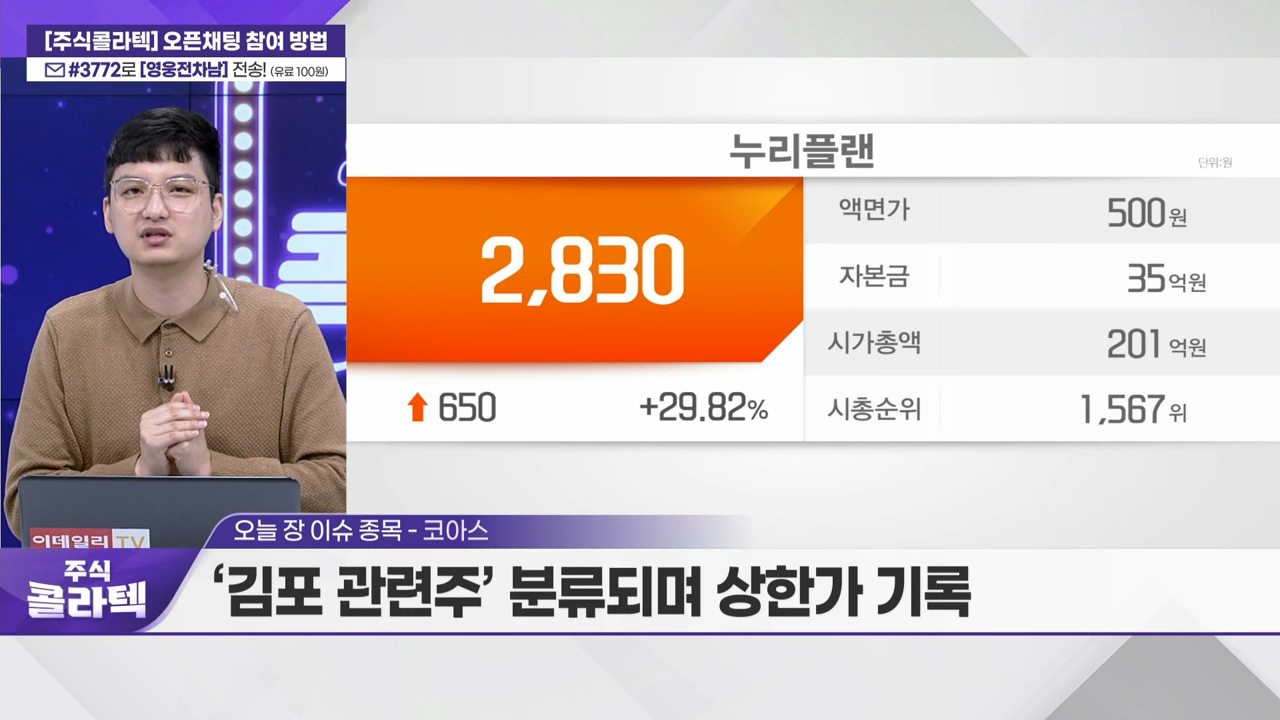 [주식콜라텍] 오픈채팅 참여 방법
#3772로 [영웅전차남] 전송! (유료 100원)
누리플랜
단위:원
2,830
650
+29.82%
액면가 500원
자본금 35억원
시가총액 201억원
시총순위 1,567위
이데일리 TV
오늘 장 이슈 종목 - 코아스
주식
콜라텍
‘김포 관련주’ 분류되며 상한가 기록